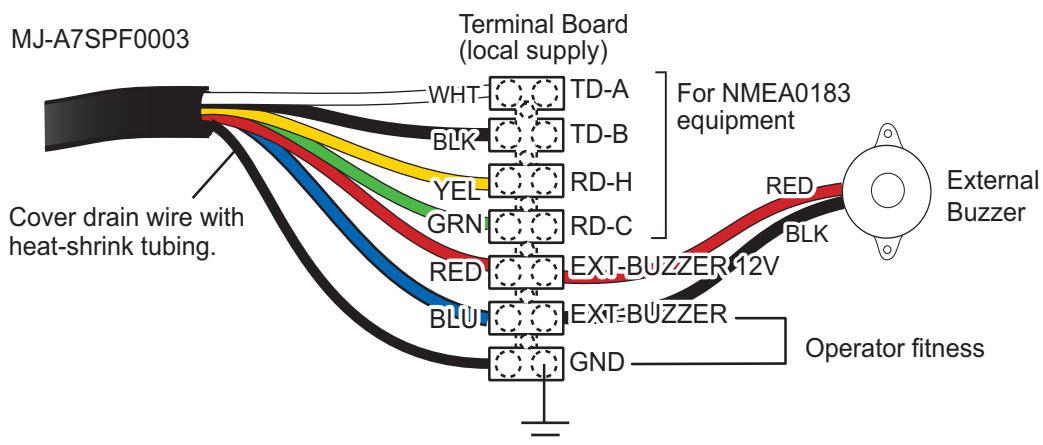 MJ-A7SPF0003
Terminal Board
(local supply)
WHT
TD-A
BLK
TD-B
YEL
RD-H
GRN
RD-C
RED
EXT-BUZZER 12V
BLU
EXT-BUZZER
GND
For NMEA0183
equipment
RED
BLK
External
Buzzer
Cover drain wire with
heat-shrink tubing.
Operator fitness